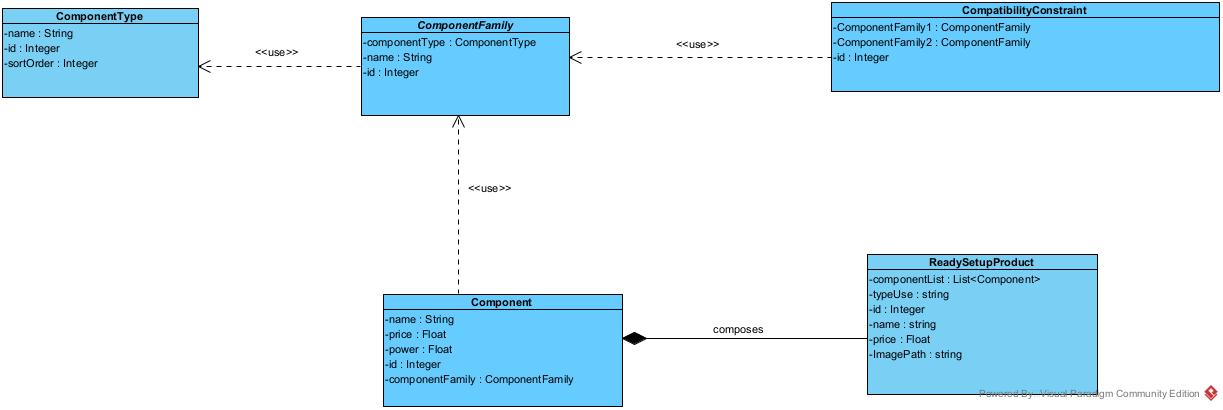 ComponentType
-name : String
-id : Integer
-sortOrder : Integer
<<use>>
ComponentFamily
-componentType : ComponentType
-name : String
-id : Integer
<<use>>
CompatibilityConstraint
-ComponentFamily1 : ComponentFamily
-ComponentFamily2 : ComponentFamily
-id : Integer
<<use>>
Component
-name : String
-price : Float
-power : Float
-id : Integer
-componentFamily : ComponentFamily
composes
ReadySetupProduct
-componentList : List<Component>
-typeUse : string
-id : Integer
-name : string
-price : Float
-ImagePath : string
Powered By Visual Paradigm Community Edition